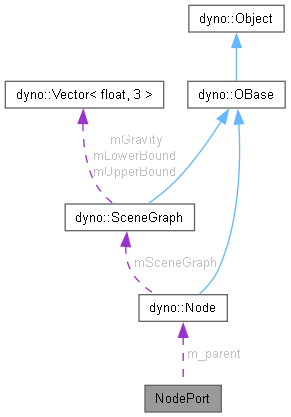 dyno::Object
dyno::Vector< float, 3 >
dyno::OBase
mGravity
mLowerBound
mUpperBound
dyno::SceneGraph
mSceneGraph
dyno::Node
m_parent
NodePort